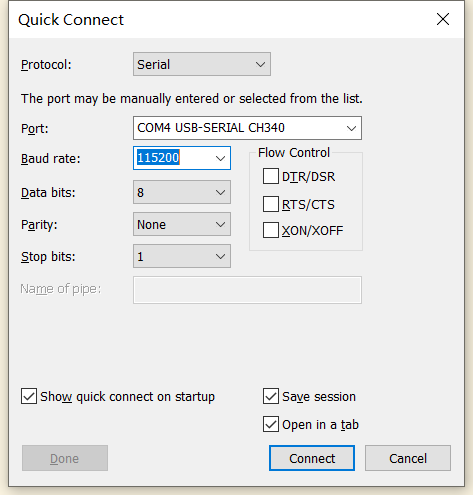 Quick Connect
Protocol: Serial
The port may be manually entered or selected from the list.
Port: COM4 USB-SERIAL CH340
Baud rate: 115200 Flow Control
DTR/DSR
Data bits: 8
RTS/CTS
Parity: None
XON/XOFF
Stop bits: 1
Name of pipe:
Show quick connect on startup Save session
Open in a tab
Done Connect Cancel